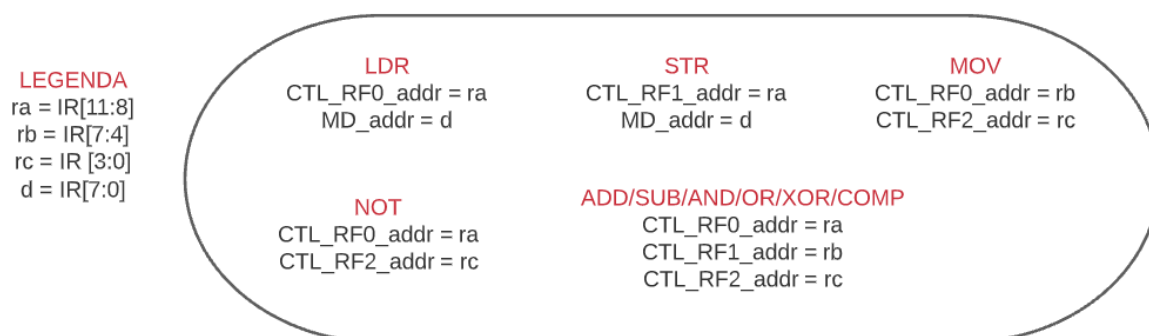 LEGENDA
ra = IR[11:8]
rb = IR[7:4]
rc = IR [3:0]
d = IR[7:0]
LDR
CTL_RF0_addr = ra
MD_addr = d
STR
CTL_RF1_addr = ra
MD_addr = d
MOV
CTL_RF0_addr = rb
CTL_RF2_addr = rc
NOT
CTL_RF0_addr = ra
CTL_RF2_addr = rc
ADD/SUB/AND/OR/XOR/COMP
CTL_RF0_addr = ra
CTL_RF1_addr = rb
CTL_RF2_addr = rc